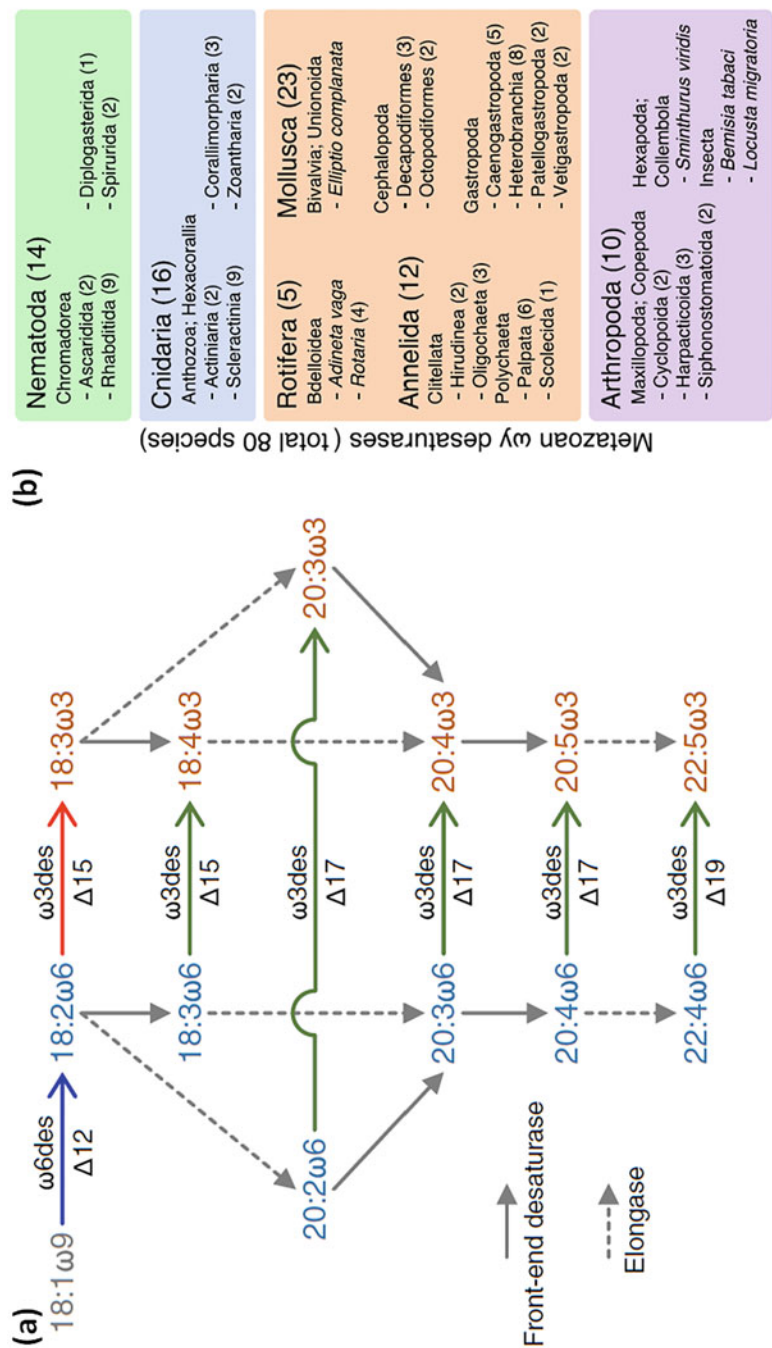 (a)
18:1ω9
ω6des
Δ12
18:2ω6
ω3des
Δ15
18:3ω3
18:3ω6
ω3des
Δ15
18:4ω3
20:2ω6
ω3des
Δ17
20:3ω3
20:3ω6
ω3des
Δ17
20:4ω3
20:4ω6
ω3des
Δ17
20:5ω3
22:4ω6
ω3des
Δ19
22:5ω3
Front-end desaturase
Elongase
(b)
Metazoan ωy desaturases (total 80 species)
Nematoda (14)
Chromadorea
- Ascaridida (2)
- Rhabditida (9)
- Diplogasterida (1)
- Spirurida (2)
Cnidaria (16)
Anthozoa; Hexacorallia
- Actiniaria (2)
- Scleractinia (9)
- Corallimorpharia (3)
- Zoantharia (2)
Rotifera (5)
Bdelloidea
- Adineta vaga
- Rotaria (4)
Annelida (12)
Clitellata
- Hirudinea (2)
- Oligochaeta (3)
Polychaeta
- Palpata (6)
- Scolecida (1)
Mollusca (23)
Bivalvia; Unionoida
- Elliptio complanata
Cephalopoda
- Decapodiformes (3)
- Octopodiformes (2)
Gastropoda
- Caenogastropoda (5)
- Heterobranchia (8)
- Patellogastropoda (2)
- Vetigastropoda (2)
Arthropoda (10)
Maxillopoda; Copepoda
- Cyclopoida (2)
- Harpacticoida (3)
- Siphonostomatoida (2)
Hexapoda;
Collembola
- Sminthurus viridis
Insecta
- Bemisia tabaci
- Locusta migratoria